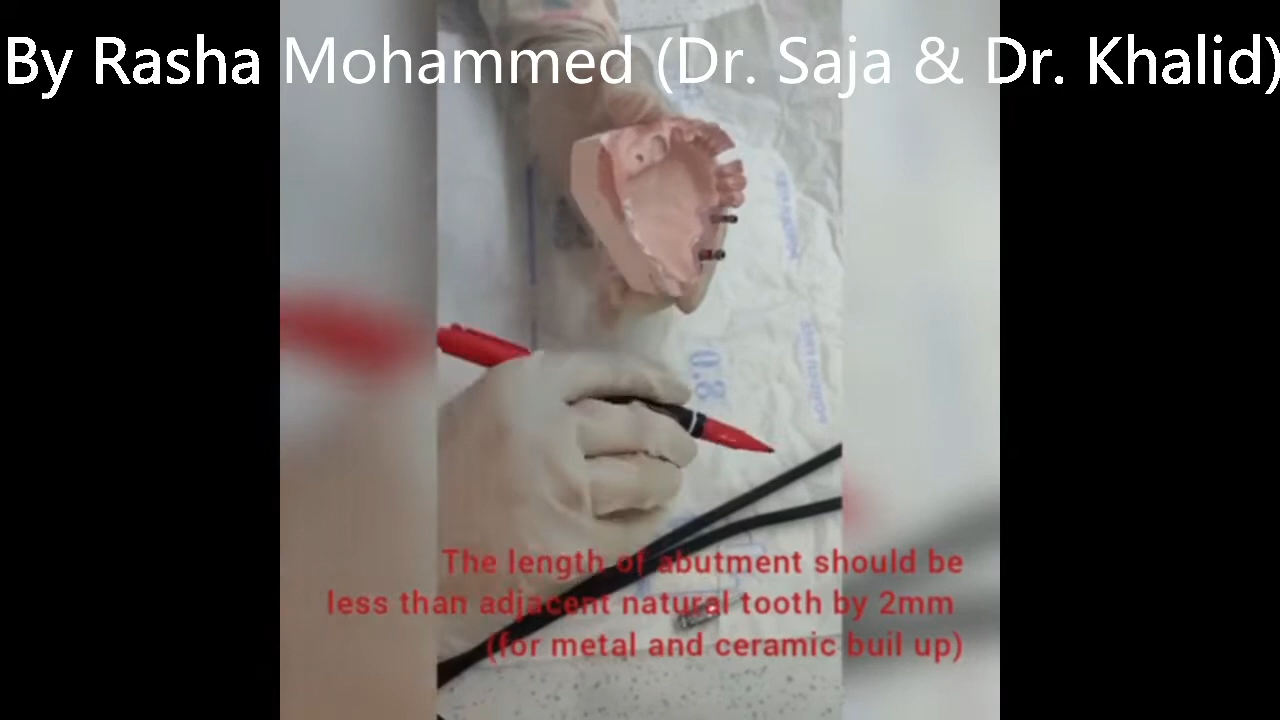 By Rasha Mohammed (Dr. Saja & Dr. Khalid)
0.8
The length of abutment should be
less than adjacent natural tooth by 2mm
(for metal and ceramic buil up)